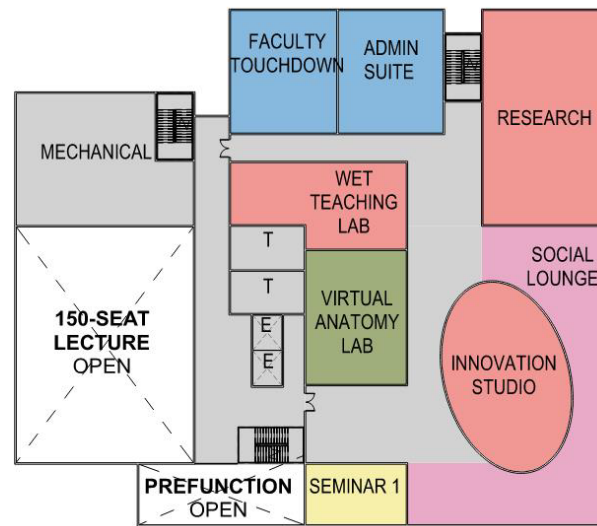 FACULTY
TOUCHDOWN
ADMIN
SUITE
RESEARCH
MECHANICAL
WET
TEACHING
LAB
T
T
SOCIAL
LOUNGE
150-SEAT
LECTURE
OPEN
VIRTUAL
ANATOMY
LAB
E
E
INNOVATION
STUDIO
PREFUNCTION
OPEN
SEMINAR 1